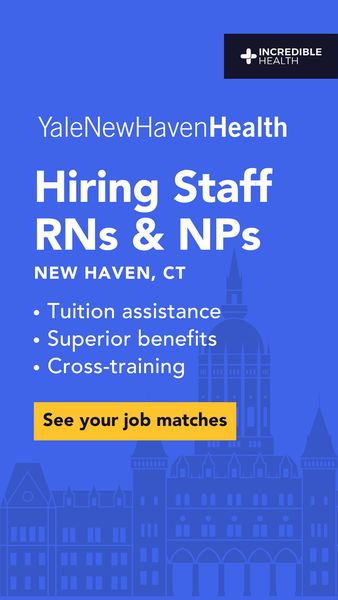 INCREDIBLE
HEALTH
YaleNewHavenHealth
Hiring Staff
RNs & NPs
NEW HAVEN, CT
• Tuition assistance
• Superior benefits
• Cross-training
See your job matches